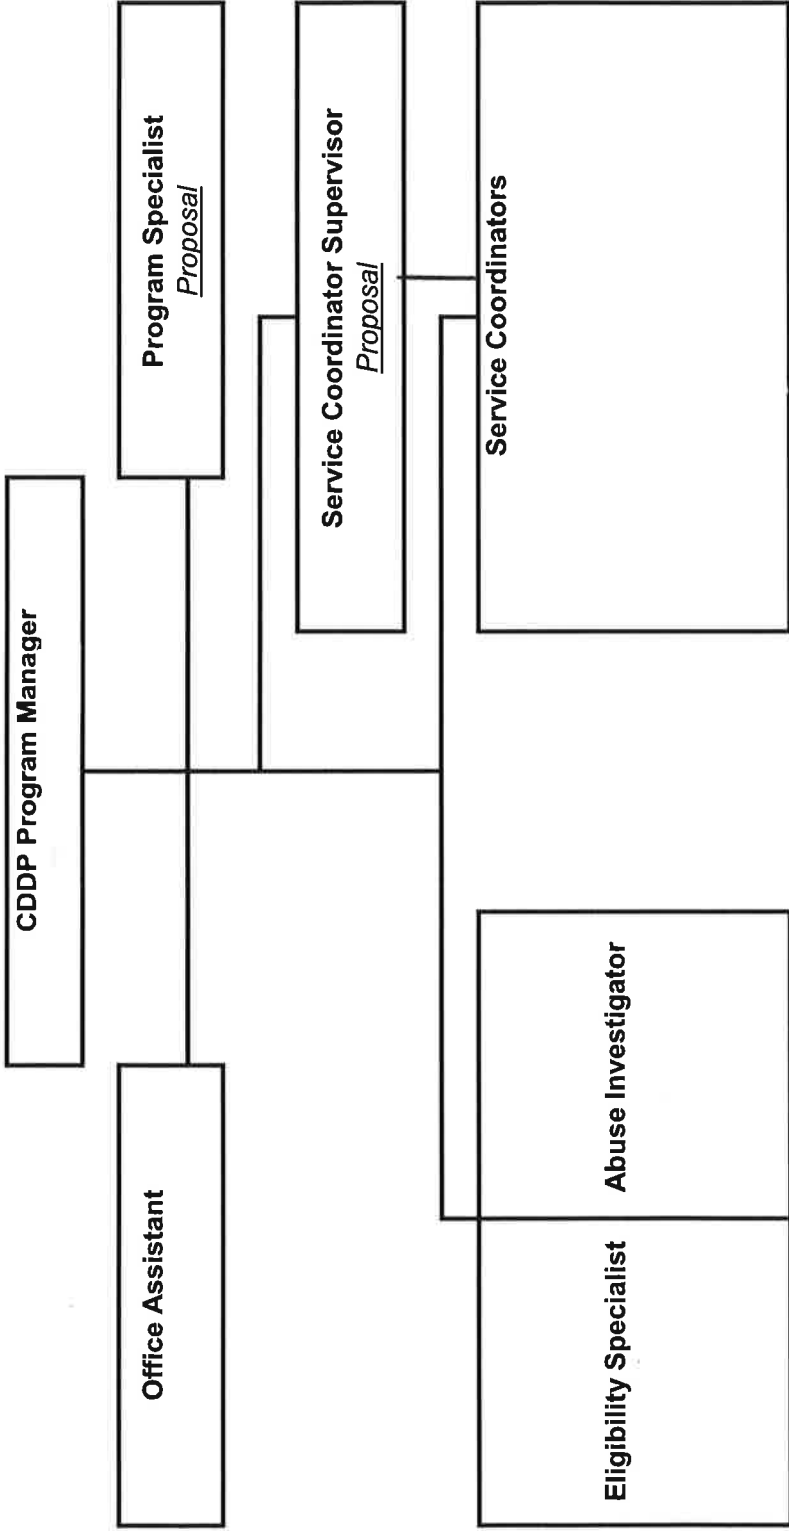 CDDP Program Manager
Office Assistant
Program Specialist
Proposal
Service Coordinator Supervisor
Proposal
Eligibility Specialist
Abuse Investigator
Service Coordinators